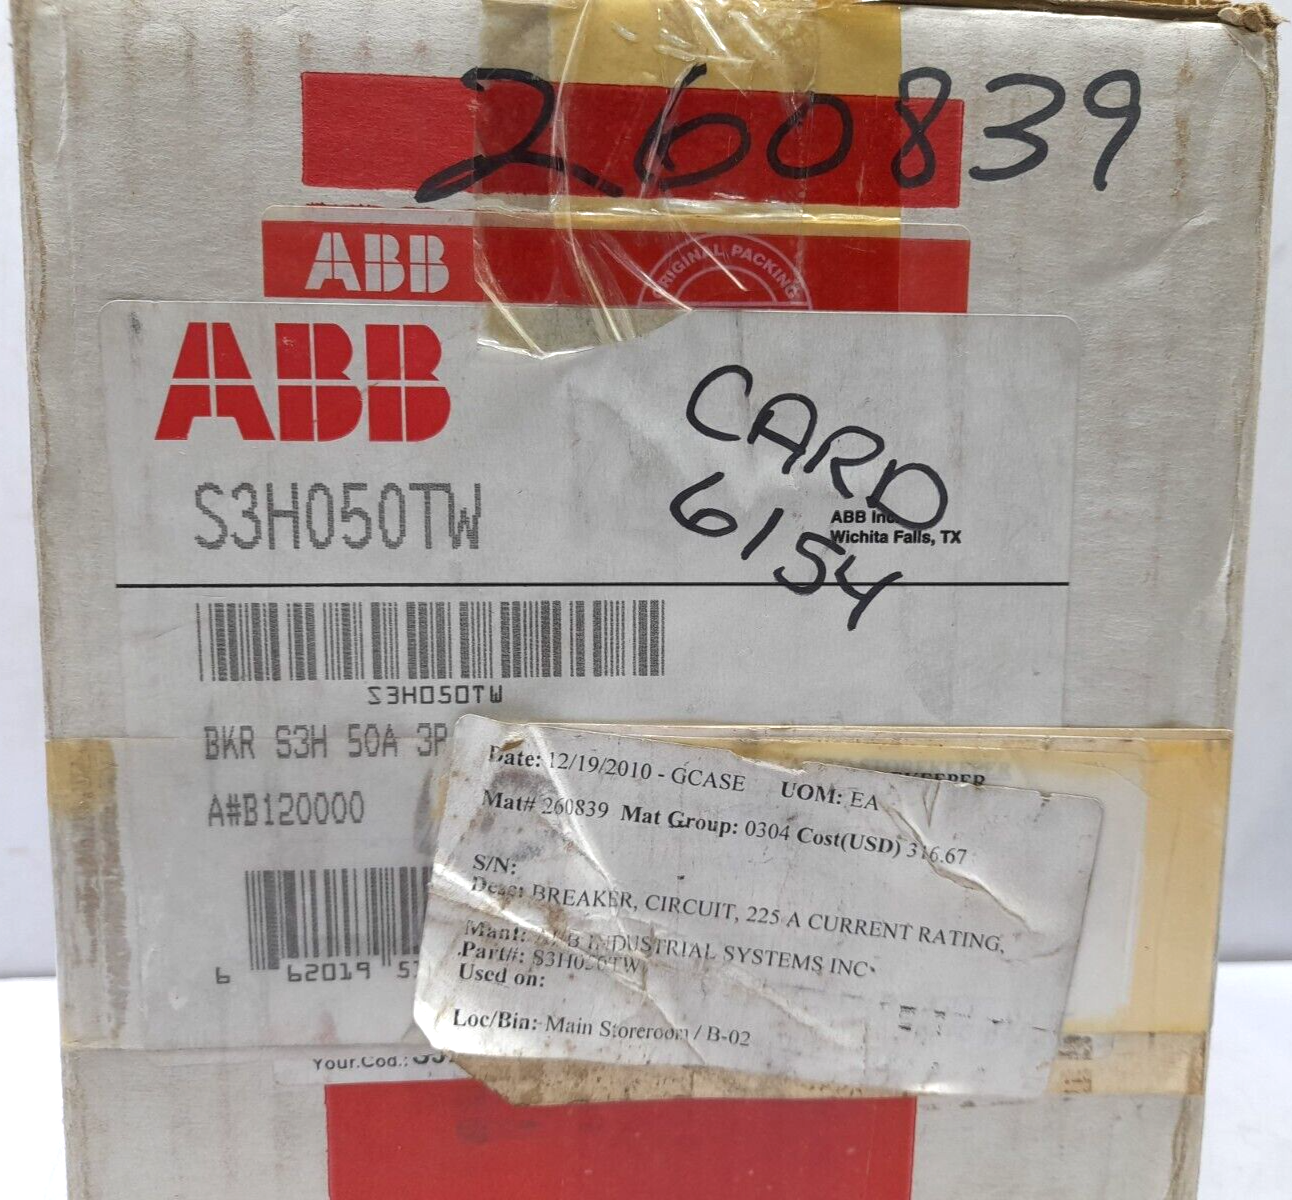 260839
ABB
ORIGINAL PACKING
ABB
CARD
6154
S3H050TW
ABB
Wichita Falls, TX
S3H050TW
BKR S3H 50A 3P
A#B120000
Date: 12/19/2010 - GCASE UOM: EA
Mat# 260839 Mat Group: 0304 Cost(USD) 316.67
S/N:
Desc: BREAKER, CIRCUIT, 225 A CURRENT RATING,
Manf: INDUSTRIAL SYSTEMS INC
Part#: S3H050TW
Used on:
Loc/Bin: Main Storeroom / B-02
6 62019
Your.Cod.: